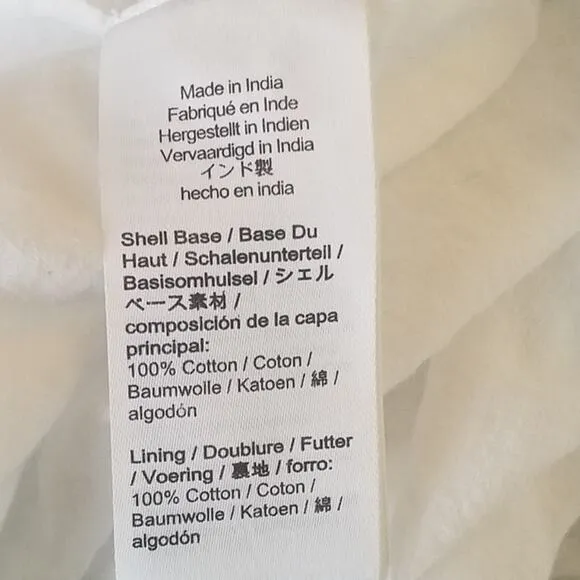 Made in India
Fabriqué en Inde
Hergestellt in Indien
Vervaardigd in India
インド製
hecho en india
Shell Base / Base Du
Haut / Schalenunterteil /
Basisomhulsel / シェル
ベース素材 /
composición de la capa
principal:
100% Cotton / Coton /
Baumwolle / Katoen / 綿 /
algodón
Lining / Doublure / Futter
/ Voering / 裏地 / forro:
100% Cotton / Coton /
Baumwolle / Katoen / 綿 /
algodón